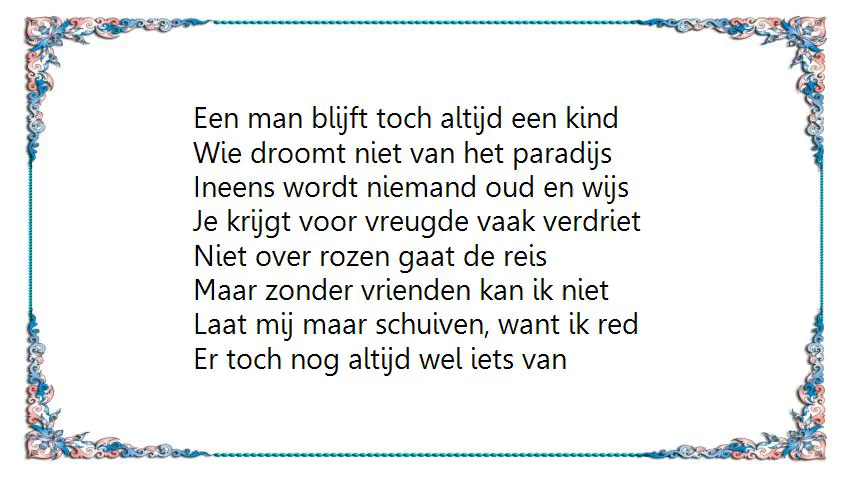 Een man blijft toch altijd een kind
Wie droomt niet van het paradijs
Ineens wordt niemand oud en wijs
Je krijgt voor vreugde vaak verdriet
Niet over rozen gaat de reis
Maar zonder vrienden kan ik niet
Laat mij maar schuiven, want ik red
Er toch nog altijd wel iets van